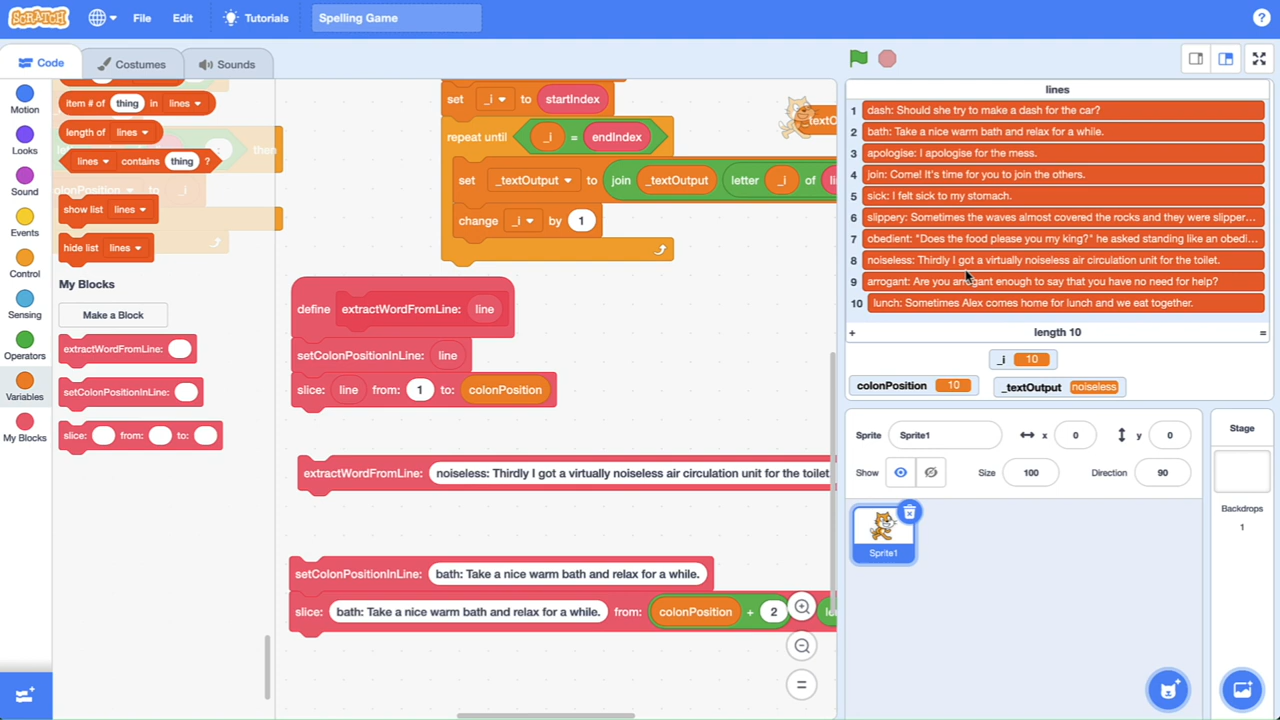 SCRATCH File Edit Tutorials Spelling Game
Code Costumes Sounds
Motion
Looks
Sound
Events
Control
Sensing
Operators
Variables
My Blocks
item # of thing in lines
length of lines
then
lines contains thing ?
to _i
show list lines
hide list lines
My Blocks
Make a Block
extractWordFromLine:
setColonPositionInLine:
slice: from: to:
set _i to startIndex
repeat until _i = endIndex
set _textOutput to join _textOutput letter _i of
change _i by 1
define extractWordFromLine: line
setColonPositionInLine: line
slice: line from: 1 to: colonPosition
extractWordFromLine: noiseless: Thirdly I got a virtually noiseless air circulation unit for the toilet.
setColonPositionInLine: bath: Take a nice warm bath and relax for a while.
slice: bath: Take a nice warm bath and relax for a while. from: colonPosition + 2
lines
1 dash: Should she try to make a dash for the car?
2 bath: Take a nice warm bath and relax for a while.
3 apologise: I apologise for the mess.
4 join: Come! It's time for you to join the others.
5 sick: I felt sick to my stomach.
6 slippery: Sometimes the waves almost covered the rocks and they were slipper...
7 obedient: "Does the food please you my king?" he asked standing like an obedi...
8 noiseless: Thirdly I got a virtually noiseless air circulation unit for the toilet.
9 arrogant: Are you arrogant enough to say that you have no need for help?
10 lunch: Sometimes Alex comes home for lunch and we eat together.
+ length 10 =
_i 10
colonPosition 10 _textOutput noiseless
Sprite Sprite1 x 0 y 0
Show Size 100 Direction 90
Sprite1
Stage
Backdrops
1